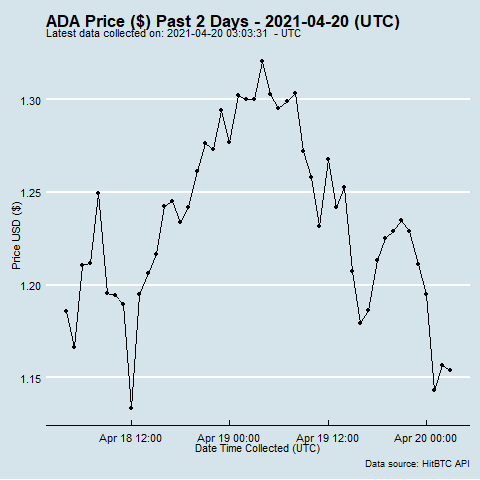 ADA Price ($) Past 2 Days - 2021-04-20 (UTC)
Latest data collected on: 2021-04-20 03:03:31  - UTC
Price USD ($)
1.30
1.25
1.20
1.15
Apr 18 12:00
Apr 19 00:00
Apr 19 12:00
Apr 20 00:00
Date Time Collected (UTC)
Data source: HitBTC API